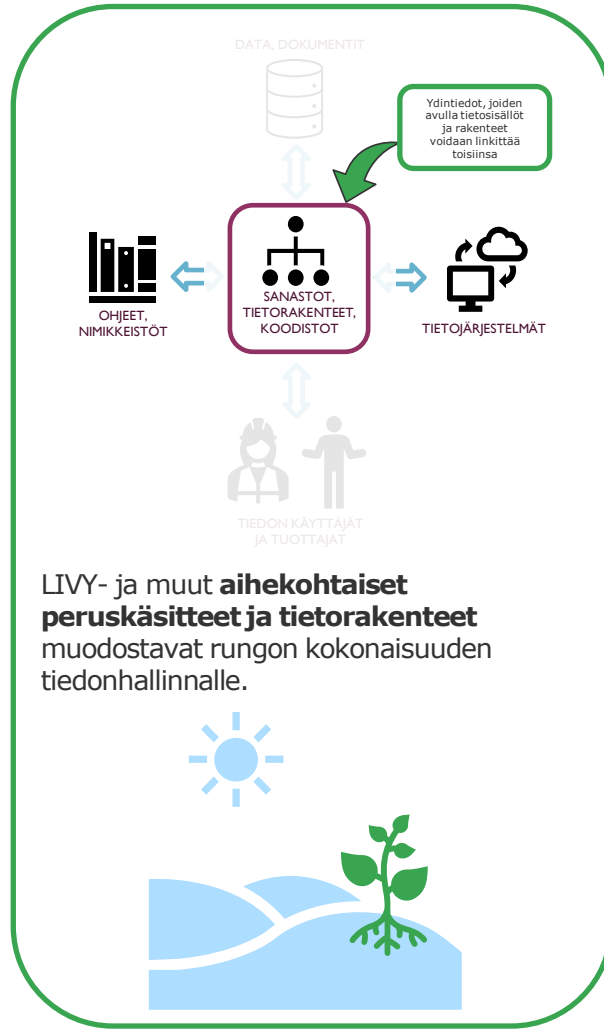 DATA, DOKUMENTIT
Ydintiedot, joiden
avulla tietosisällöt
ja rakenteet
voidaan linkittää
toisiinsa
OHJEET,
NIMIKKEISTÖT
SANASTOT,
TIETORAKENTEET,
KOODISTOT
TIETOJÄRJESTELMÄT
TIEDON KÄYTTÄJÄT
JA TUOTTAJAT
LIVY- ja muut aihekohtaiset
peruskäsitteet ja tietorakenteet
muodostavat rungon kokonaisuuden
tiedonhallinnalle.